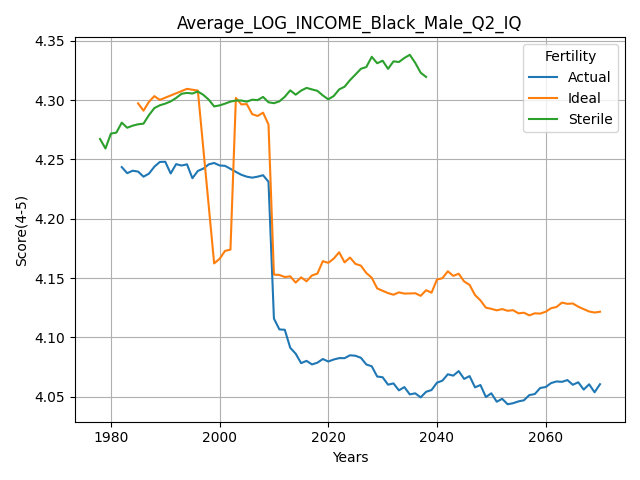 Average_LOG_INCOME_Black_Male_Q2_IQ
Score(4-5)
4.35
4.30
4.25
4.20
4.15
4.10
4.05
Fertility
Actual
Ideal
Sterile
1980 2000 2020 2040 2060
Years